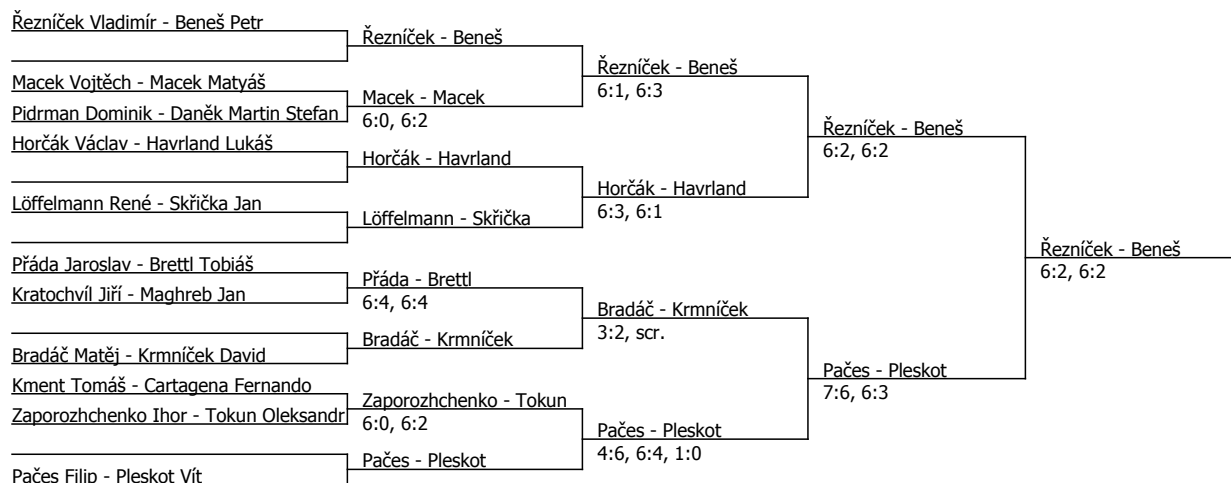 Řezníček Vladimír - Beneš Petr
Macek Vojtěch - Macek Matyáš
Pidrman Dominik - Daněk Martin Stefan
Horčák Václav - Havrland Lukáš
Löffelmann René - Skřička Jan
Přáda Jaroslav - Brettl Tobiáš
Kratochvíl Jiří - Maghreb Jan
Bradáč Matěj - Krmníček David
Kment Tomáš - Cartagena Fernando
Zaporozhchenko Ihor - Tokun Oleksandr
Pačes Filip - Pleskot Vít
Řezníček - Beneš
Macek - Macek
6:0, 6:2
Horčák - Havrland
Löffelmann - Skřička
Přáda - Brettl
6:4, 6:4
Bradáč - Krmníček
Zaporozhchenko - Tokun
6:0, 6:2
Pačes - Pleskot
Řezníček - Beneš
6:1, 6:3
Horčák - Havrland
6:3, 6:1
Bradáč - Krmníček
3:2, scr.
Pačes - Pleskot
4:6, 6:4, 1:0
Řezníček - Beneš
6:2, 6:2
Pačes - Pleskot
7:6, 6:3
Řezníček - Beneš
6:2, 6:2